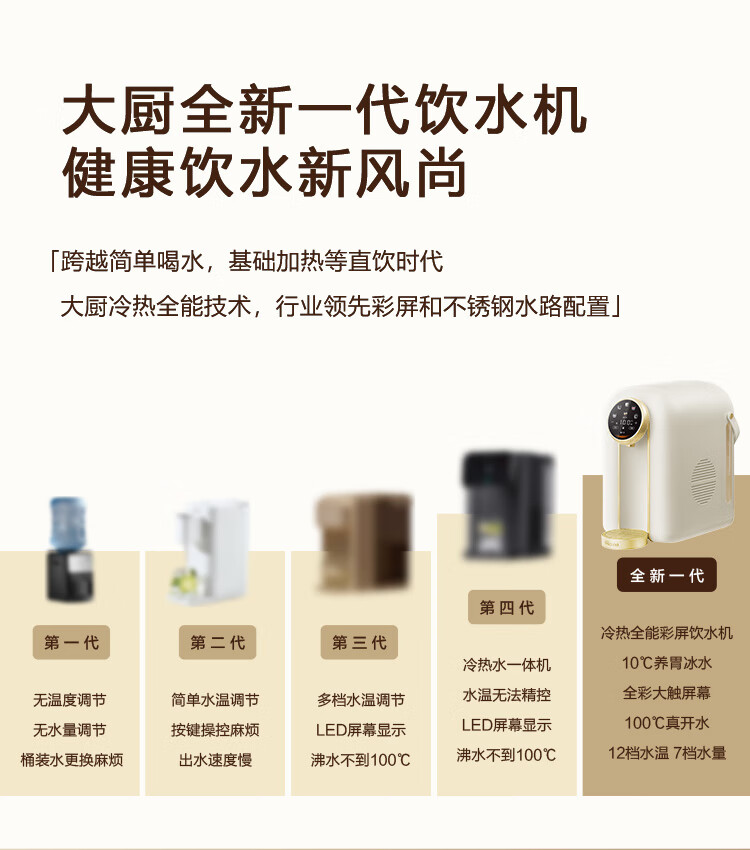 大厨全新一代饮水机
健康饮水新风尚
「跨越简单喝水，基础加热等直饮时代
大厨冷热全能技术，行业领先彩屏和不锈钢水路配置」
第一代
无温度调节
无水量调节
桶装水更换麻烦
第二代
简单水温调节
按键操控麻烦
出水速度慢
第三代
多档水温调节
LED屏幕显示
沸水不到100℃
第四代
冷热水一体机
水温无法精控
LED屏幕显示
沸水不到100℃
全新一代
冷热全能彩屏饮水机
10℃养胃冰水
全彩大触屏幕
100℃真开水
12档水温 7档水量